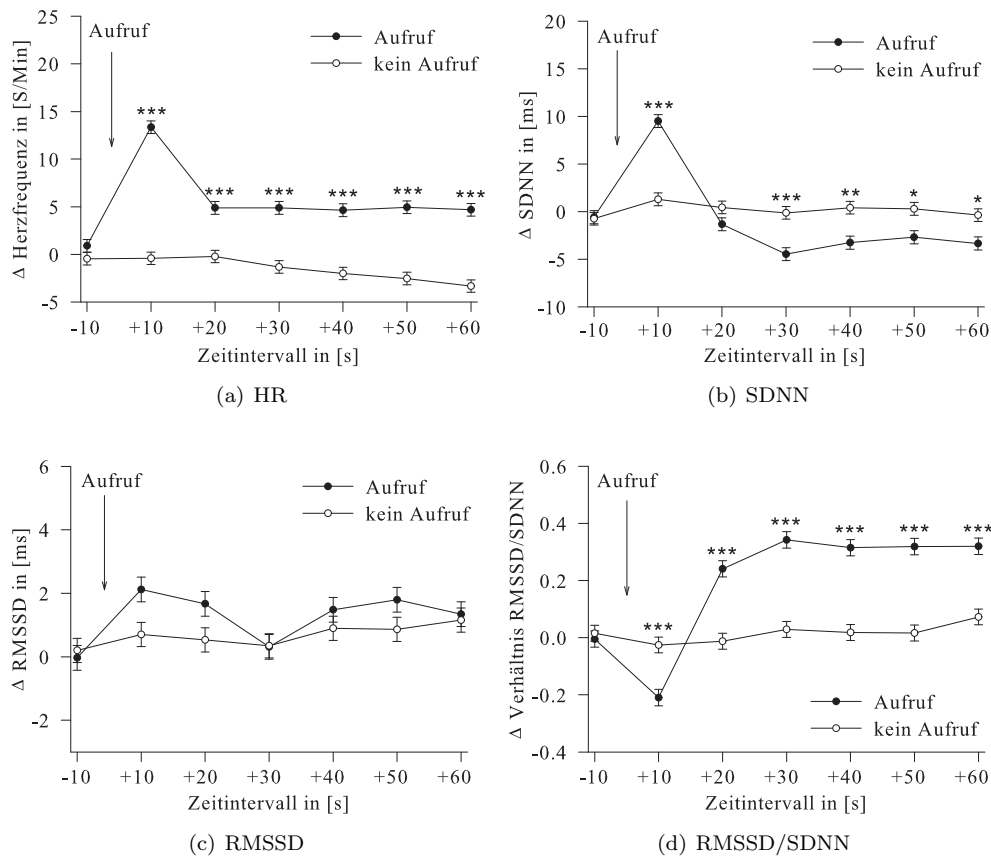 Δ Herzfrequenz in [S/Min]
25
20
15
10
5
0
-5
Aufruf
Aufruf
kein Aufruf
***
*** *** *** *** ***
-10 +10 +20 +30 +40 +50 +60
Zeitintervall in [s]
(a) HR
Δ SDNN in [ms]
20
15
10
5
0
-5
-10
Aufruf
Aufruf
kein Aufruf
***
*** ** * *
-10 +10 +20 +30 +40 +50 +60
Zeitintervall in [s]
(b) SDNN
Δ RMSSD in [ms]
6
4
2
0
-2
Aufruf
Aufruf
kein Aufruf
-10 +10 +20 +30 +40 +50 +60
Zeitintervall in [s]
(c) RMSSD
Δ Verhältnis RMSSD/SDNN
0.6
0.4
0.2
0.0
-0.2
-0.4
Aufruf
*** *** *** *** *** ***
Aufruf
kein Aufruf
-10 +10 +20 +30 +40 +50 +60
Zeitintervall in [s]
(d) RMSSD/SDNN